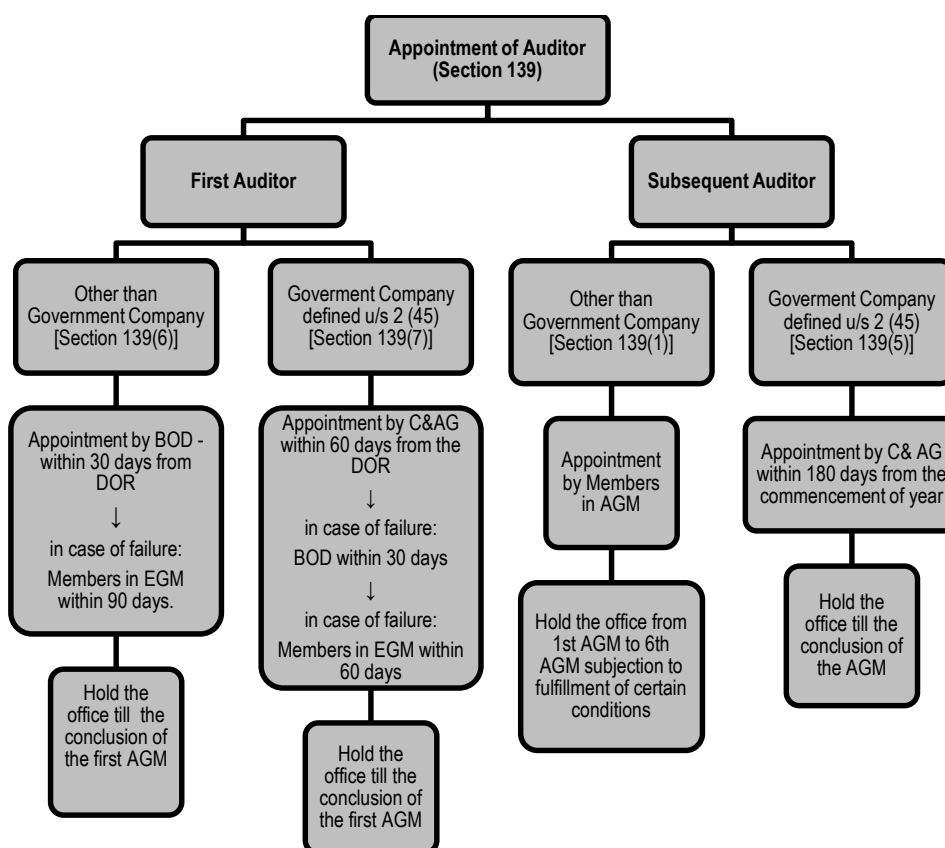 Appointment of Auditor
(Section 139)
First Auditor
Subsequent Auditor
Other than
Government Company
[Section 139(6)]
Goverment Company
defined u/s 2 (45)
[Section 139(7)]
Other than
Government Company
[Section 139(1)]
Goverment Company
defined u/s 2 (45)
[Section 139(5)]
Appointment by BOD -
within 30 days from
DOR
↓
in case of failure:
Members in EGM
within 90 days.
Appointment by C&AG
within 60 days from the
DOR
↓
in case of failure:
BOD within 30 days
↓
in case of failure:
Members in EGM within
60 days
Appointment
by Members
in AGM
Appointment by C& AG
within 180 days from the
commencement of year
Hold the
office till the
conclusion of
the first AGM
Hold the
office till the
conclusion of
the first AGM
Hold the office from
1st AGM to 6th
AGM subjection to
fulfillment of certain
conditions
Hold the
office till the
conclusion of
the AGM